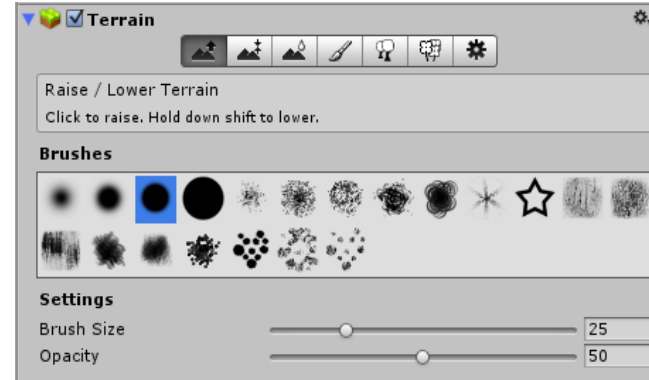 Terrain
Raise / Lower Terrain
Click to raise. Hold down shift to lower.
Brushes
Settings
Brush Size 25
Opacity 50